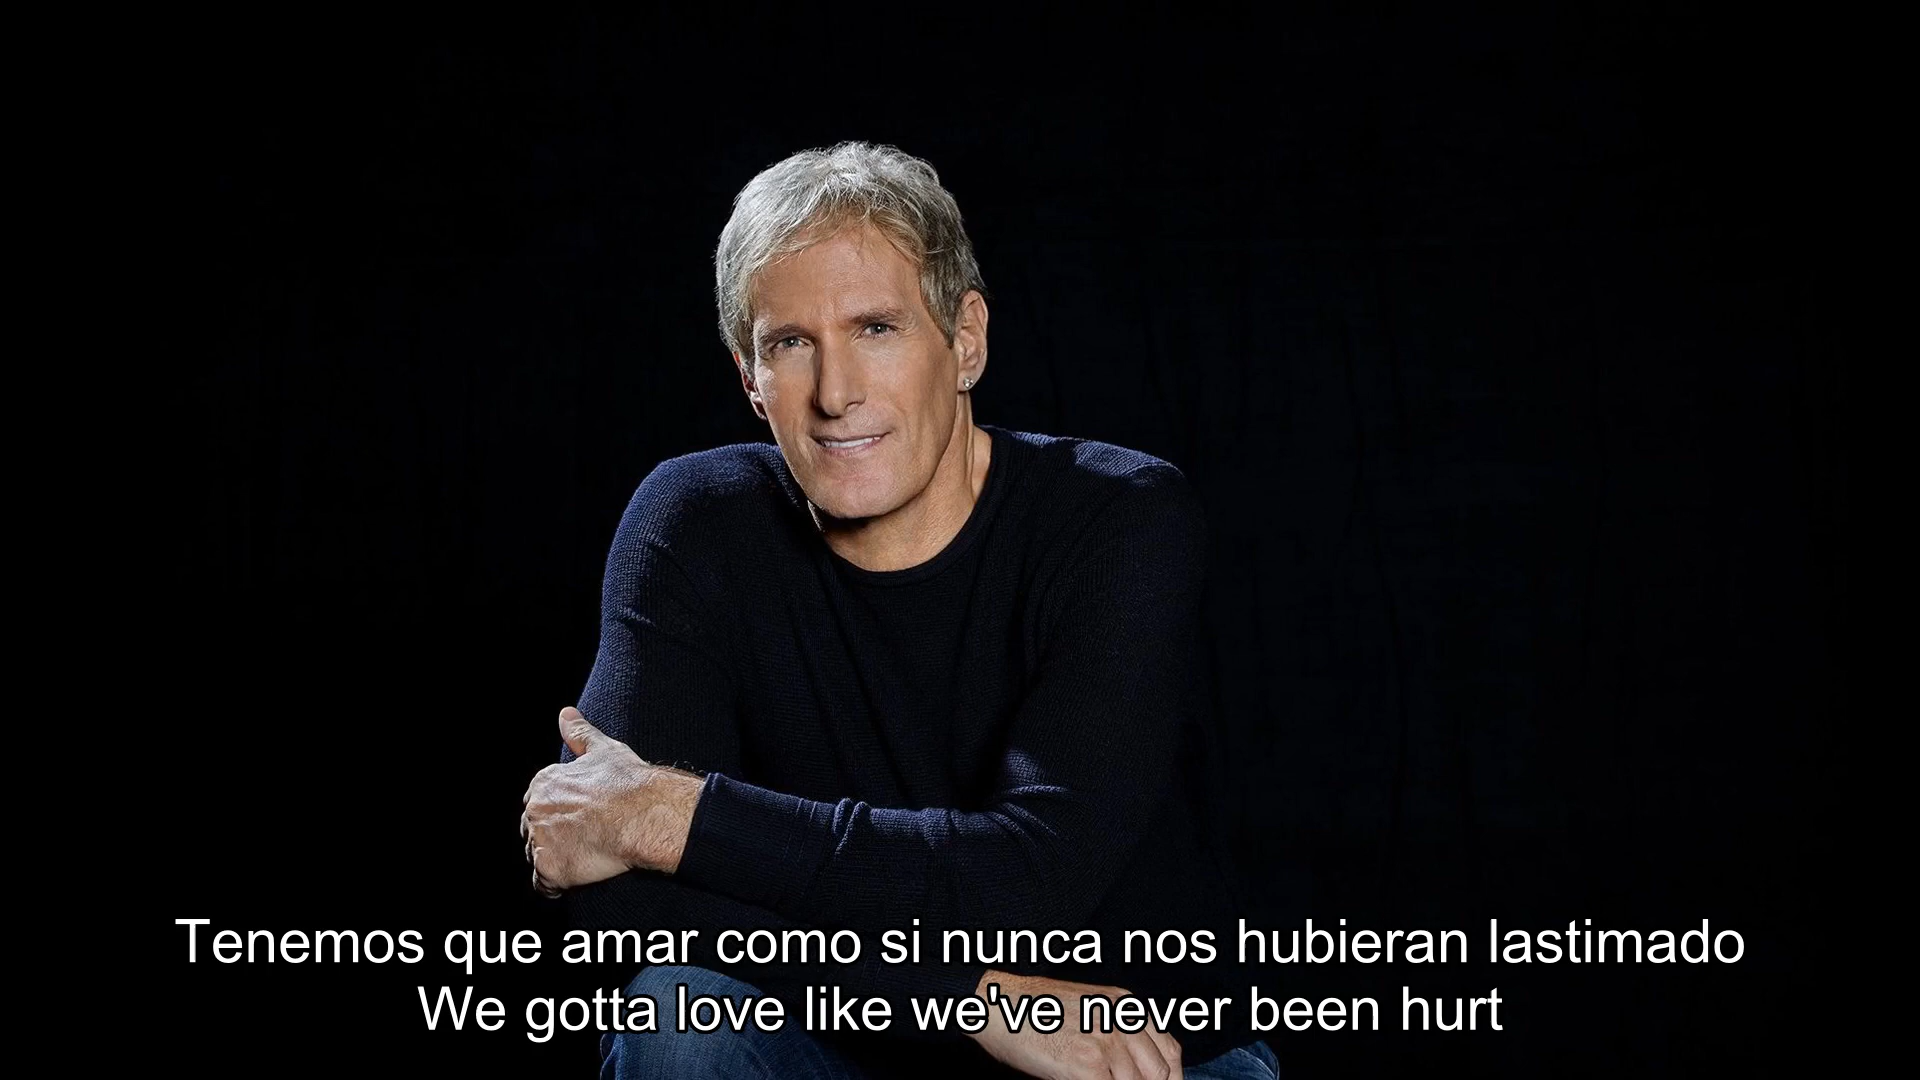 Tenemos que amar como si nunca nos hubieran lastimado
We gotta love like we've never been hurt